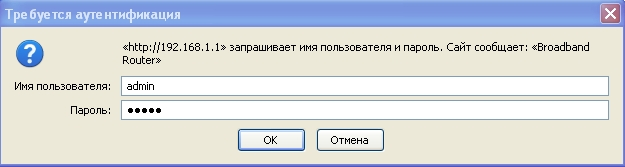 Требуется аутентификация
«http://192.168.1.1» запрашивает имя пользователя и пароль. Сайт сообщает: «Broadband
Router»
Имя пользователя: admin
Пароль: •••••
OK Отмена